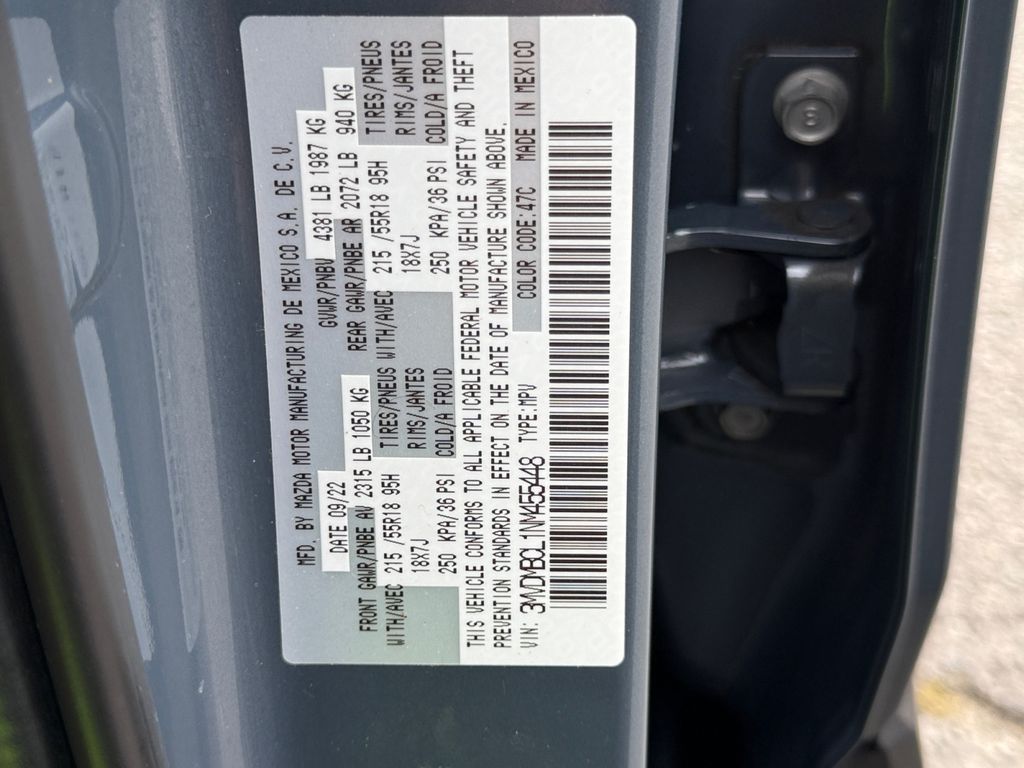 MFD. BY MAZDA MOTOR MANUFACTURING DE MEXICO S.A. DE C.V.
DATE 09/22 GVWR/PNBV 4381 LB 1987 KG
FRONT GAWR/PNBE AV 2315 LB 1050 KG REAR GAWR/PNBE AR 2072 LB 940 KG
WITH/AVEC 215 /55R18 95H TIRES/PNEUS WITH/AVEC 215 /55R18 95H TIRES/PNEUS
18X7J RIMS/JANTES 18X7J RIMS/JANTES
250 KPA/36 PSI COLD/A FROID 250 KPA/36 PSI COLD/A FROID
THIS VEHICLE CONFORMS TO ALL APPLICABLE FEDERAL MOTOR VEHICLE SAFETY AND THEFT
PREVENTION STANDARDS IN EFFECT ON THE DATE OF MANUFACTURE SHOWN ABOVE.
VIN: 3MVDMBCL1NM455448 TYPE:MPV COLOR CODE:47C MADE IN MEXICO
8